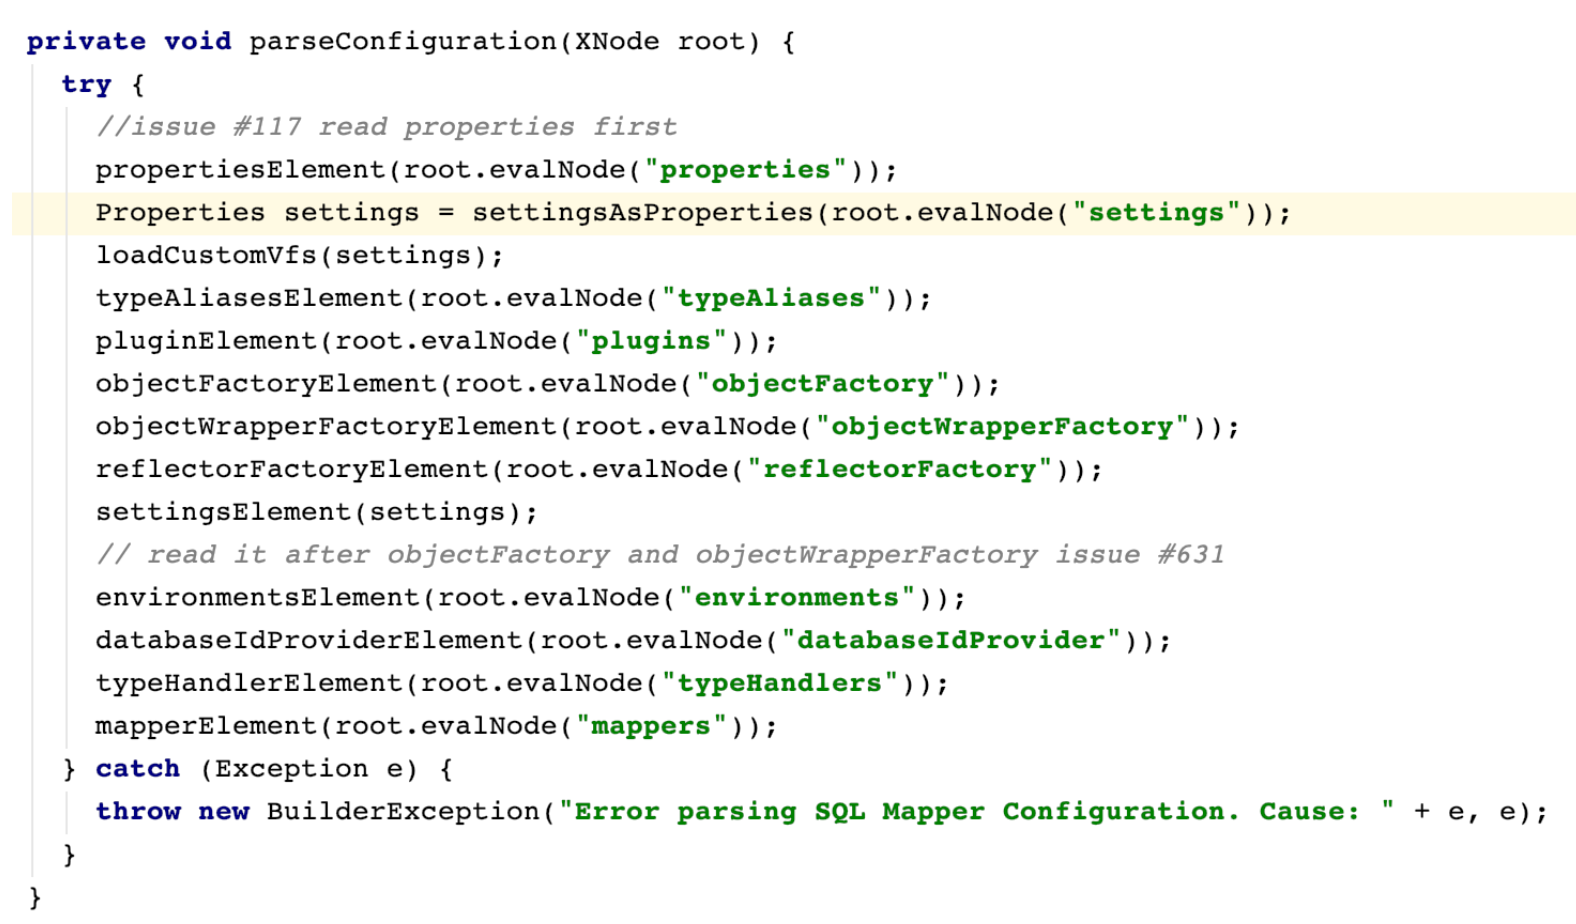 private void parseConfiguration(XNode root) {
try {
//issue #117 read properties first
propertiesElement(root.evalNode("properties"));
Properties settings = settingsAsProperties(root.evalNode("settings"));
loadCustomVfs(settings);
typeAliasesElement(root.evalNode("typeAliases"));
pluginElement(root.evalNode("plugins"));
objectFactoryElement(root.evalNode("objectFactory"));
objectWrapperFactoryElement(root.evalNode("objectWrapperFactory"));
reflectorFactoryElement(root.evalNode("reflectorFactory"));
settingsElement(settings);
// read it after objectFactory and objectWrapperFactory issue #631
environmentsElement(root.evalNode("environments"));
databaseIdProviderElement(root.evalNode("databaseIdProvider"));
typeHandlerElement(root.evalNode("typeHandlers"));
mapperElement(root.evalNode("mappers"));
} catch (Exception e) {
throw new BuilderException("Error parsing SQL Mapper Configuration. Cause: " + e, e);
}
}